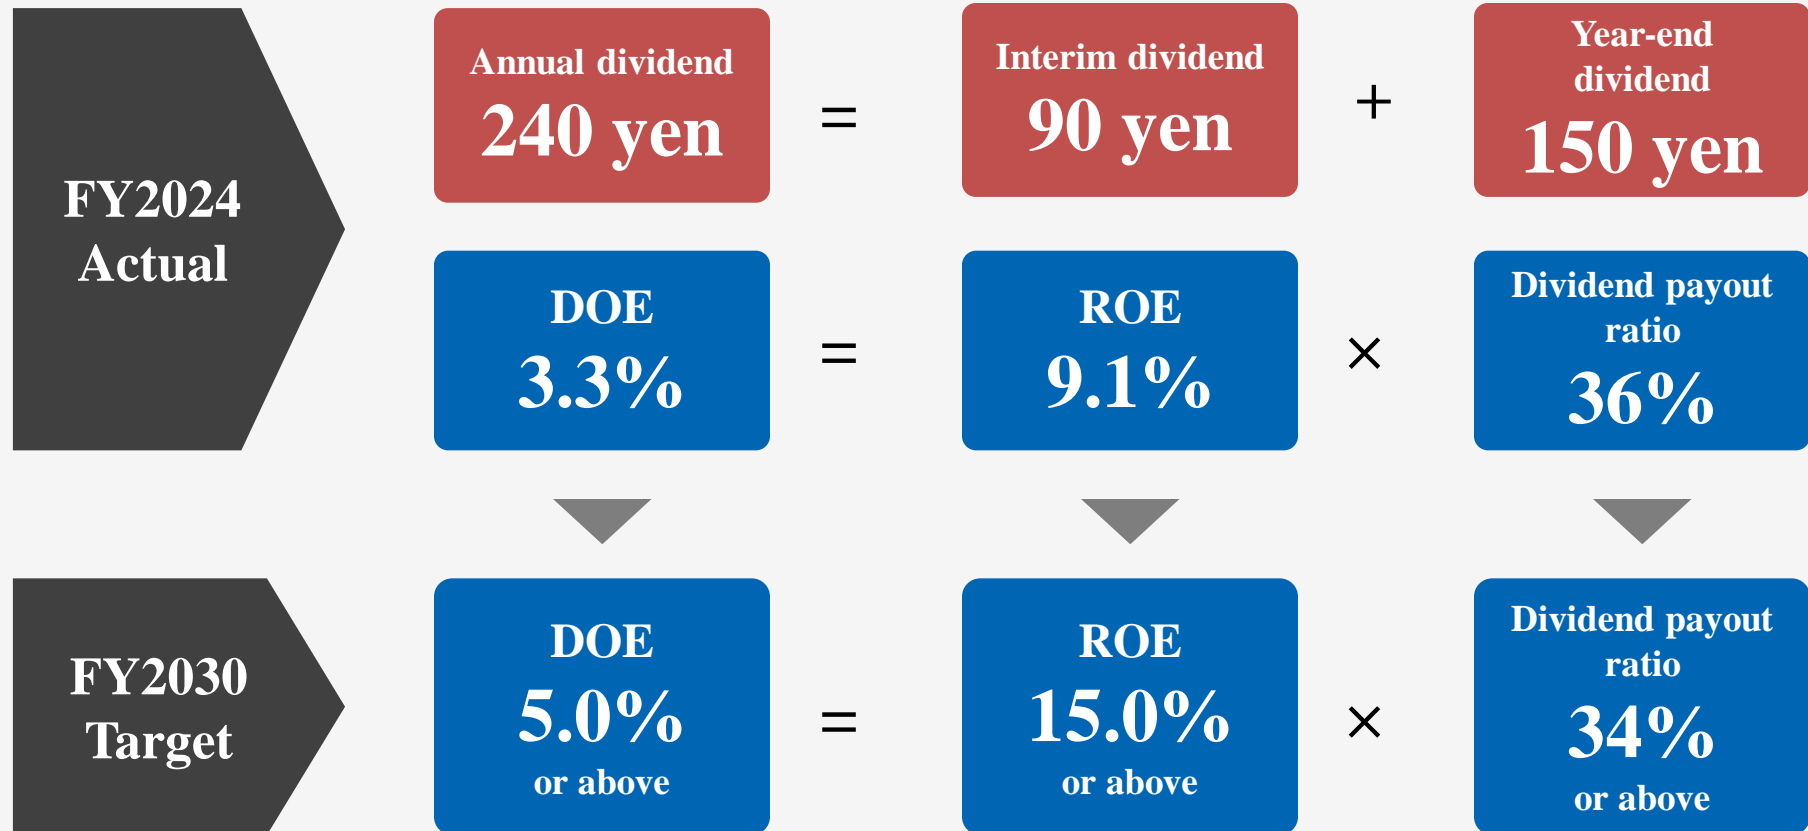 FY2024
Actual
Annual dividend
240 yen
=
Interim dividend
90 yen
+
Year-end
dividend
150 yen
DOE
3.3%
=
ROE
9.1%
×
Dividend payout
ratio
36%
FY2030
Target
DOE
5.0%
or above
=
ROE
15.0%
or above
×
Dividend payout
ratio
34%
or above